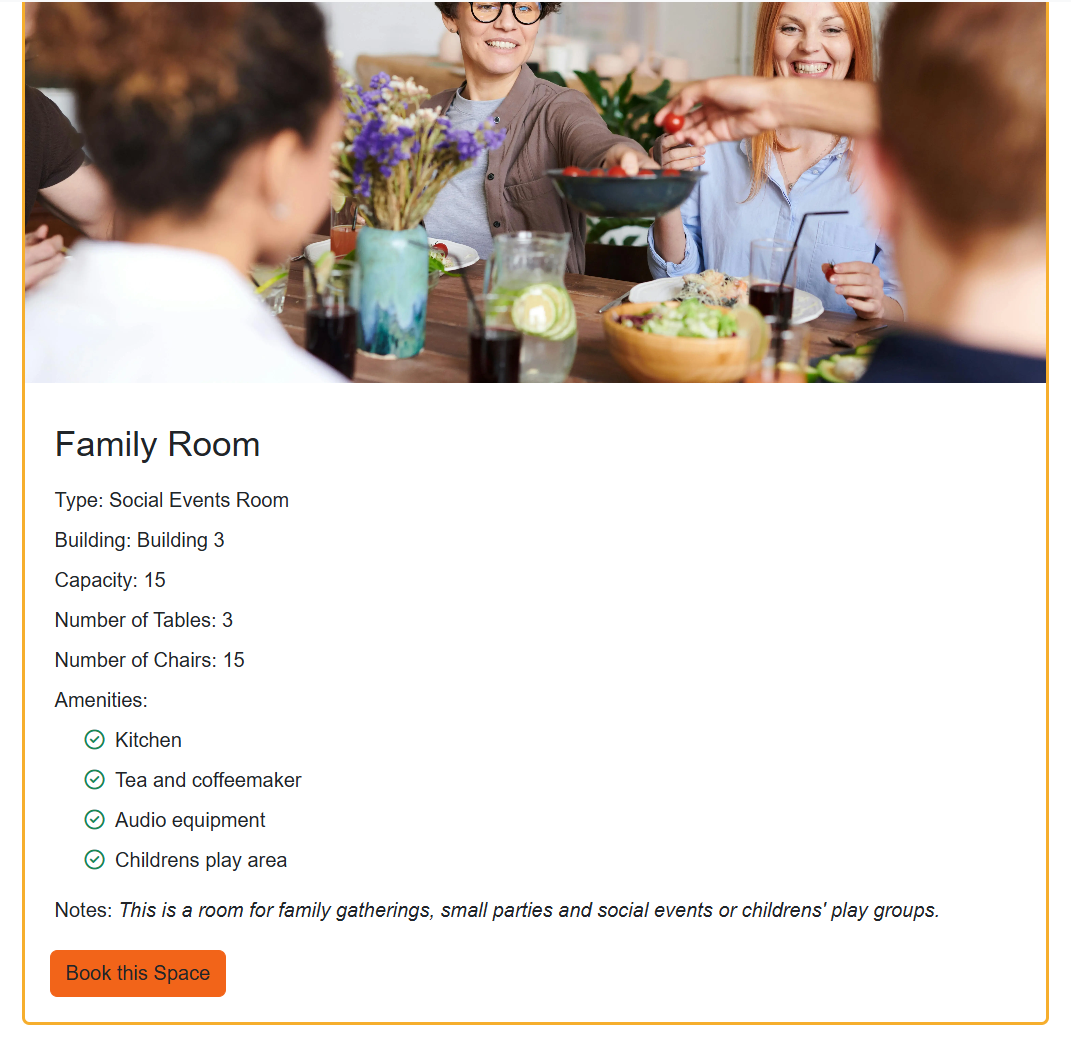 Family Room
Type: Social Events Room
Building: Building 3
Capacity: 15
Number of Tables: 3
Number of Chairs: 15
Amenities:
Kitchen
Tea and coffeemaker
Audio equipment
Childrens play area
Notes: This is a room for family gatherings, small parties and social events or childrens' play groups.
Book this Space